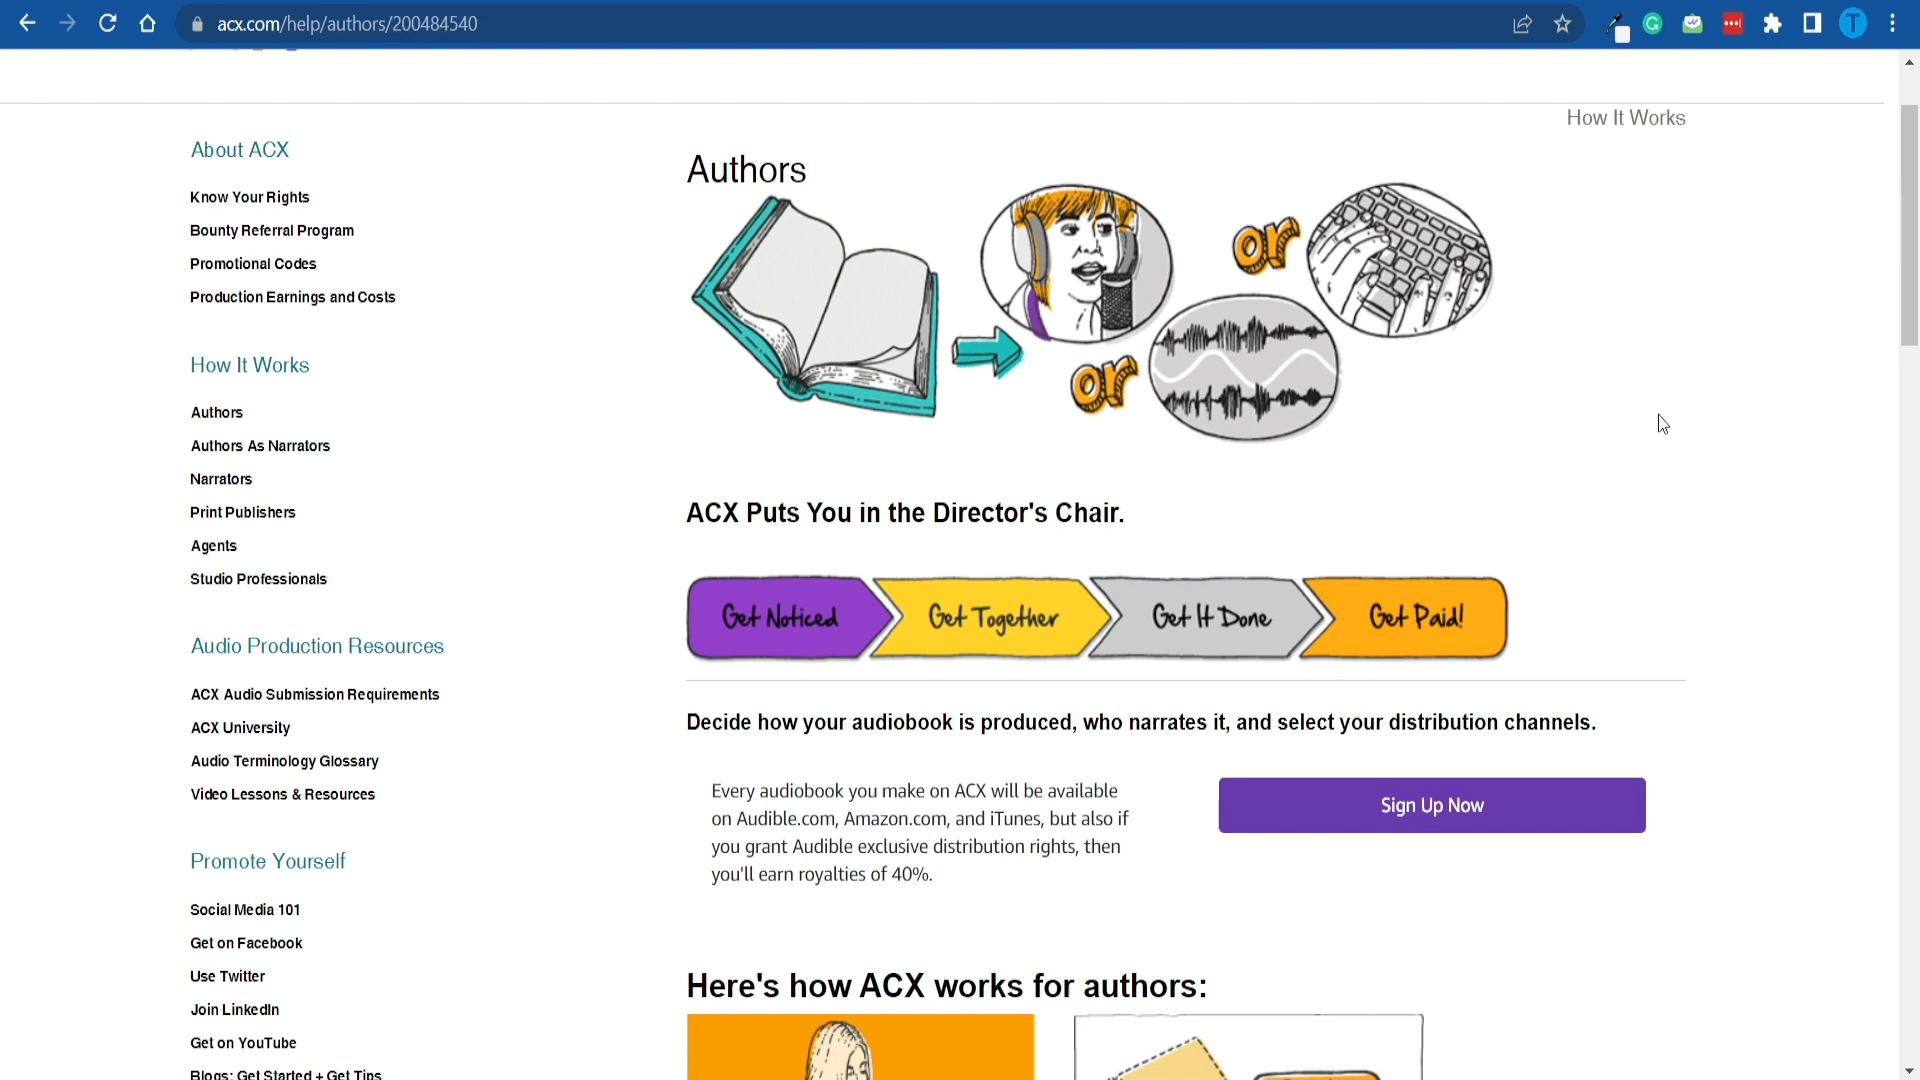 acx.com/help/authors/200484540
T
How It Works
About ACX
Know Your Rights
Bounty Referral Program
Promotional Codes
Production Earnings and Costs
How It Works
Authors
Authors As Narrators
Narrators
Print Publishers
Agents
Studio Professionals
Audio Production Resources
ACX Audio Submission Requirements
ACX University
Audio Terminology Glossary
Video Lessons & Resources
Promote Yourself
Social Media 101
Get on Facebook
Use Twitter
Join LinkedIn
Get on YouTube
Blogs: Get Started + Get Tips
Authors
or
or
ACX Puts You in the Director's Chair.
Get Noticed
Get Together
Get It Done
Get Paid!
Decide how your audiobook is produced, who narrates it, and select your distribution channels.
Every audiobook you make on ACX will be available
on Audible.com, Amazon.com, and iTunes, but also if
you grant Audible exclusive distribution rights, then
you'll earn royalties of 40%.
Sign Up Now
Here's how ACX works for authors: